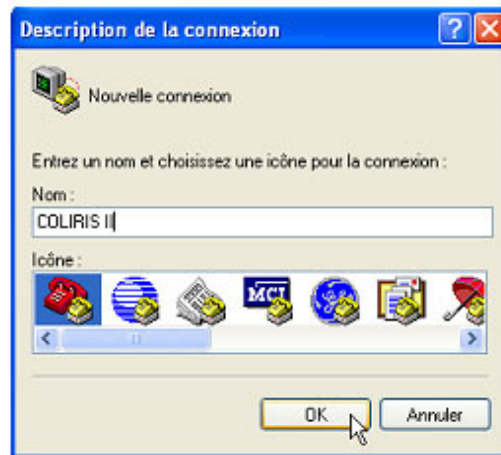 Description de la connexion
Nouvelle connexion
Entrez un nom et choisissez une icône pour la connexion :
Nom :
COLIRIS II
Icône :
MCI
OK Annuler